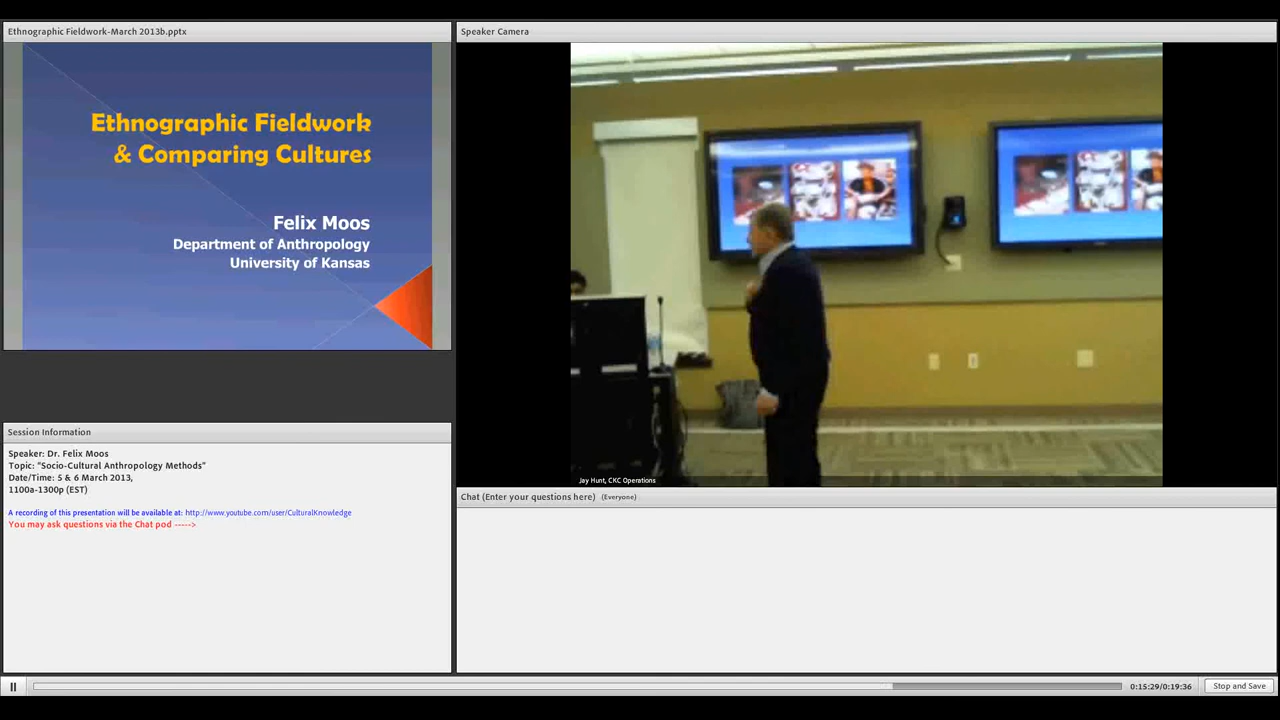 Ethnographic Fieldwork-March 2013b.pptx
Ethnographic Fieldwork
& Comparing Cultures
Felix Moos
Department of Anthropology
University of Kansas
Session Information
Speaker: Dr. Felix Moos
Topic: "Socio-Cultural Anthropology Methods"
Date/Time: 5 & 6 March 2013,
1100a-1300p (EST)
A recording of this presentation will be available at: http://www.youtube.com/user/CulturalKnowledge
You may ask questions via the Chat pod ----->
Speaker Camera
Jay Hunt, CKC Operations
Chat (Enter your questions here) (Everyone)
0:15:29/0:19:36
Stop and Save